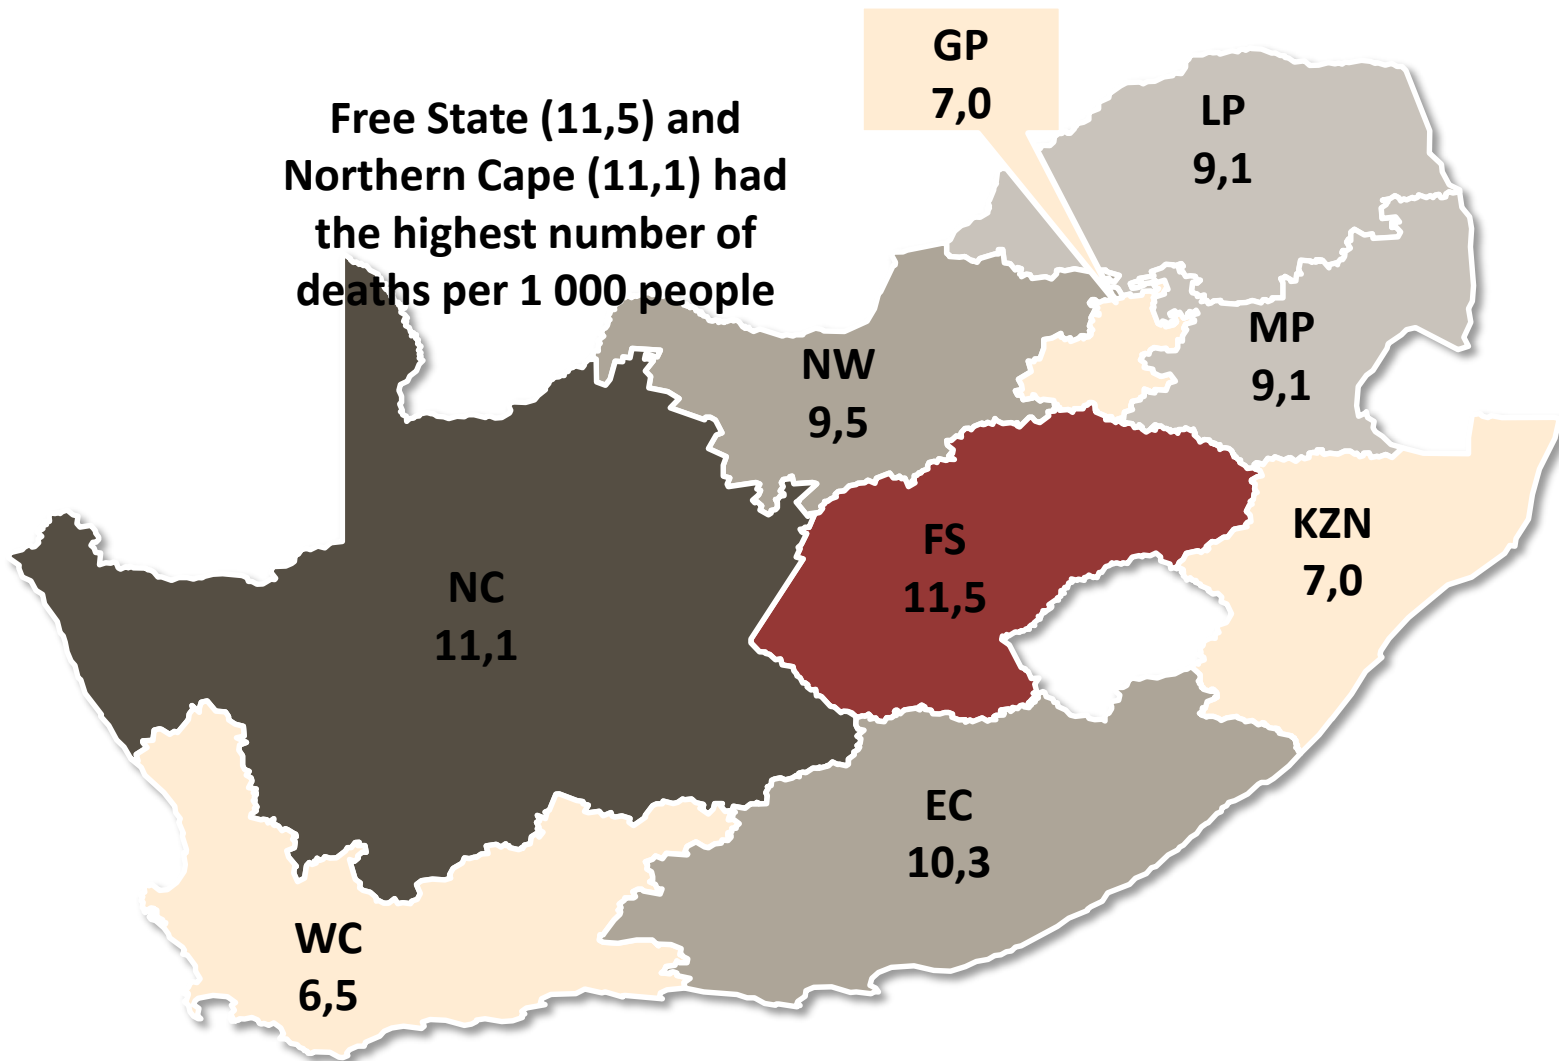 Free State (11,5) and
Northern Cape (11,1) had
the highest number of
deaths per 1 000 people
GP
7,0
LP
9,1
MP
9,1
NW
9,5
FS
11,5
KZN
7,0
NC
11,1
EC
10,3
WC
6,5